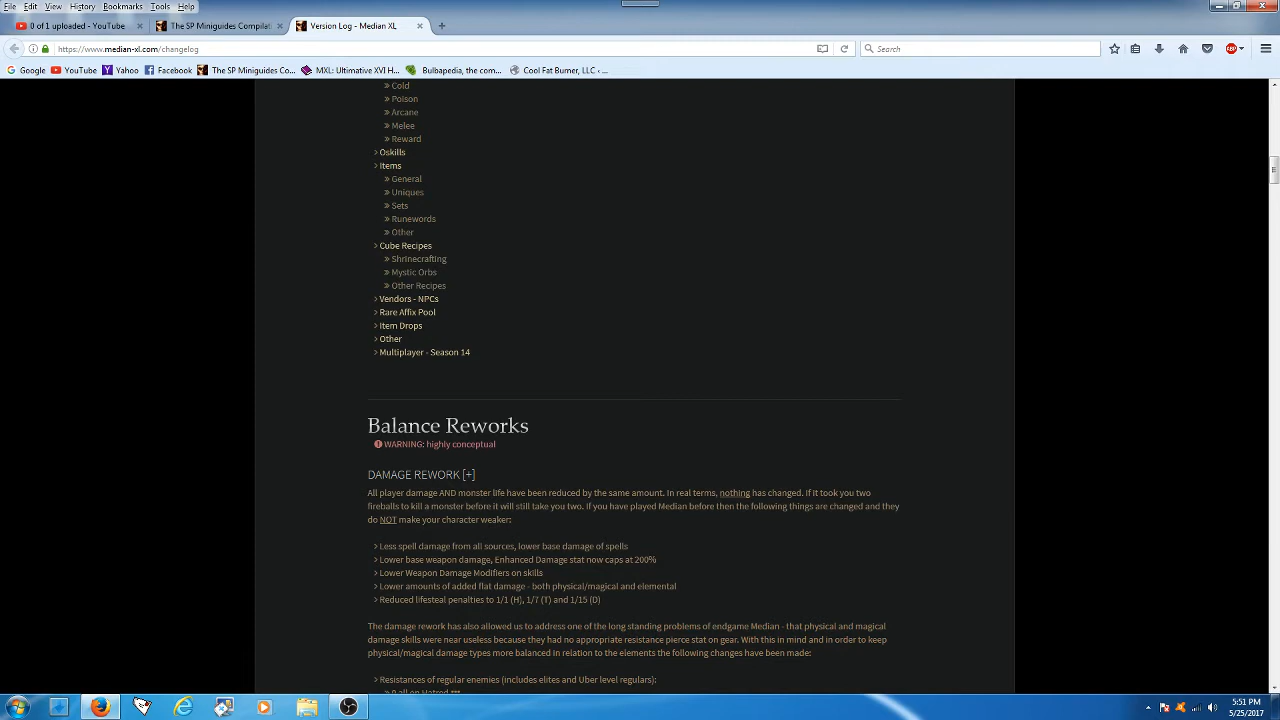 File Edit View History Bookmarks Tools Help
Out of 1 uploaded - YouTube × The SP Miniguides Compilati × Version Log - Median XL × +
https://www.median-xl.com/changelog Search
Google YouTube Yahoo Facebook The SP Miniguides Co... MXL: Ultimative XVI H... Bulbapedia, the com... Cool Fat Burner, LLC ‹ ...
» Cold
» Poison
» Arcane
» Melee
» Reward
> Oskills
> Items
» General
» Uniques
» Sets
» Runewords
» Other
> Cube Recipes
» Shrinecrafting
» Mystic Orbs
» Other Recipes
> Vendors - NPCs
> Rare Affix Pool
> Item Drops
> Other
> Multiplayer - Season 14
Balance Reworks
WARNING: highly conceptual
DAMAGE REWORK [+]
All player damage AND monster life have been reduced by the same amount. In real terms, nothing has changed. If it took you two
fireballs to kill a monster before it will still take you two. If you have played Median before then the following things are changed and they
do NOT make your character weaker:
> Less spell damage from all sources, lower base damage of spells
> Lower base weapon damage, Enhanced Damage stat now caps at 200%
> Lower Weapon Damage Modifiers on skills
> Lower amounts of added flat damage - both physical/magical and elemental
> Reduced lifesteal penalties to 1/1 (H), 1/7 (T) and 1/15 (D)
The damage rework has also allowed us to address one of the long standing problems of endgame Median - that physical and magical
damage skills were near useless because they had no appropriate resistance pierce stat on gear. With this in mind and in order to keep
physical/magical damage types more balanced in relation to the elements the following changes have been made:
> Resistances of regular enemies (includes elites and Uber level regulars):
» 0 all on Hatred ***
5:51 PM
5/25/2017